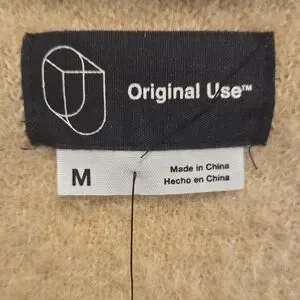 Original Use™
M
Made in China
Hecho en China